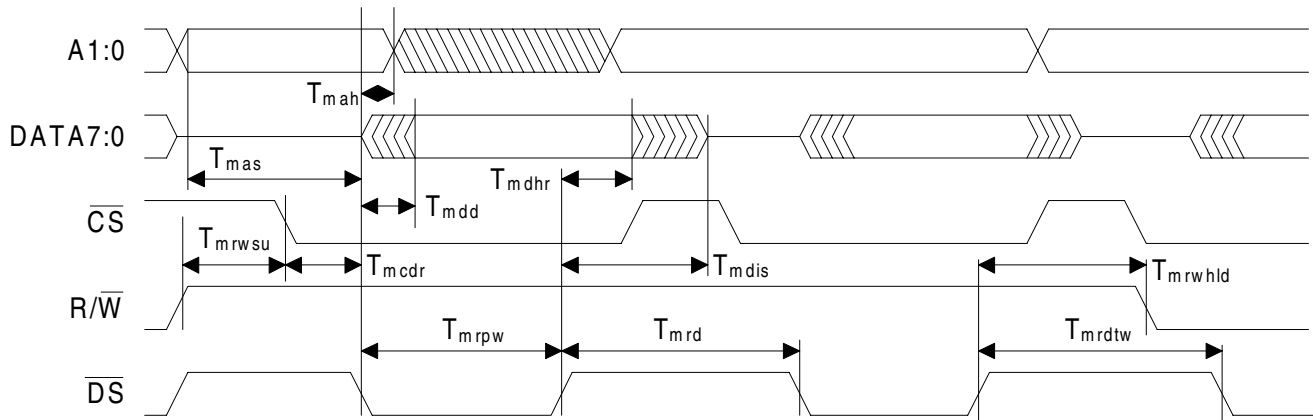 A1:0
Tmah
DATA7:0
Tmas
Tmdhr
Tmdd
CS
Tmrwsu
Tmcdr
Tmdis
Tmrwhld
R/W
Tmrpw
Tmrd
Tmrdtw
DS